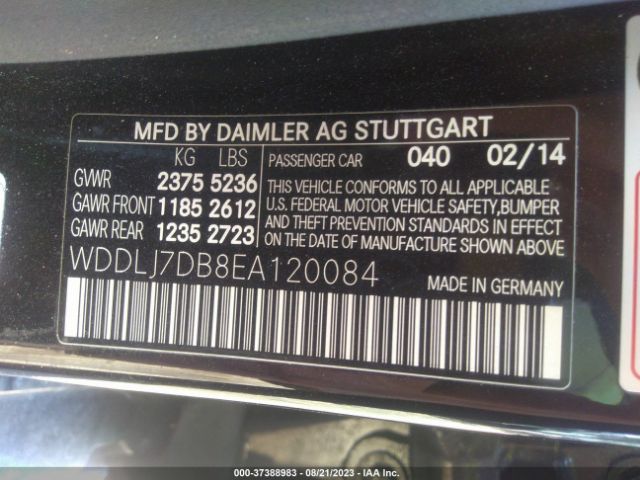 MFD BY DAIMLER AG STUTTGART
KG LBS
GVWR 2375 5236
GAWR FRONT 1185 2612
GAWR REAR 1235 2723
PASSENGER CAR 040 02/14
THIS VEHICLE CONFORMS TO ALL APPLICABLE
U.S. FEDERAL MOTOR VEHICLE SAFETY,BUMPER
AND THEFT PREVENTION STANDARDS IN EFFECT
ON THE DATE OF MANUFACTURE SHOWN ABOVE.
WDDLJ7DB8EA120084 MADE IN GERMANY
000-37388983 - 08/21/2023 - IAA Inc.